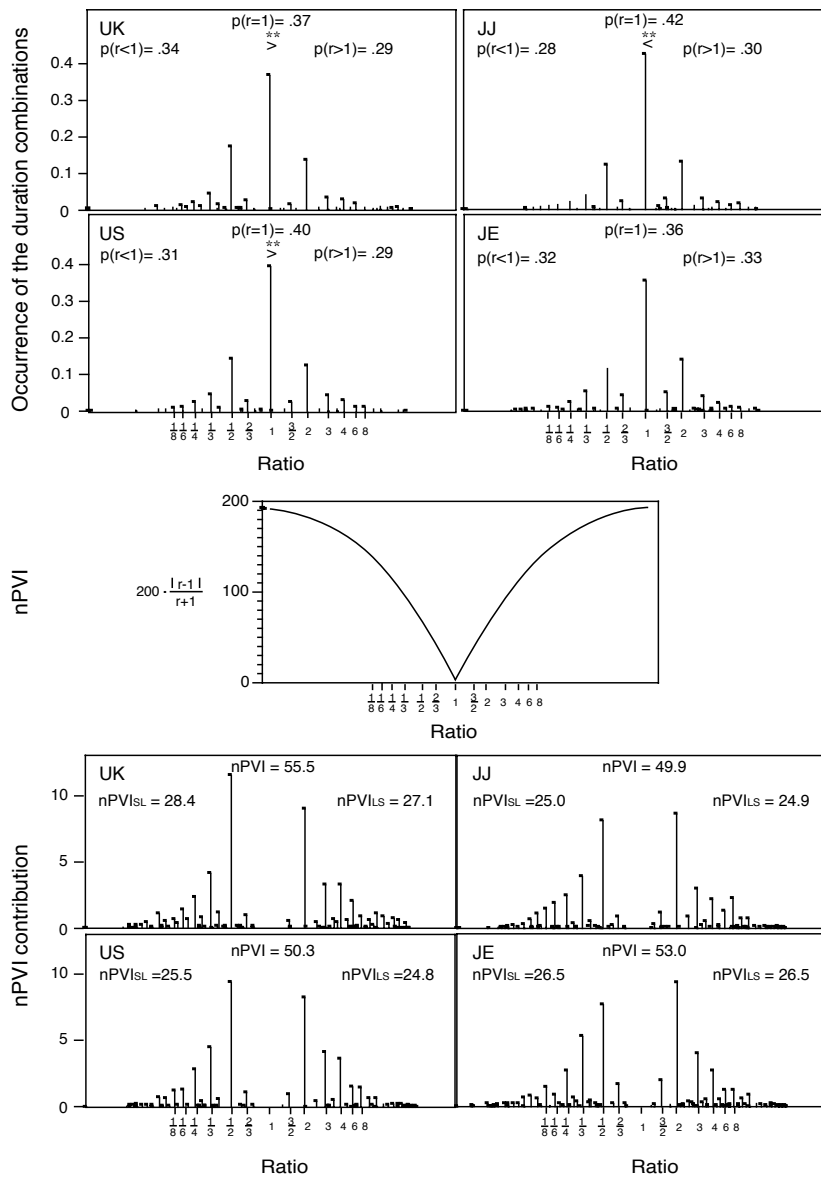 Occurrence of the duration combinations
UK
p(r=1)= .37
**
>
p(r<1)= .34
p(r>1)= .29
0.4
0.3
0.2
0.1
0
JJ
p(r=1)= .42
**
<
p(r<1)= .28
p(r>1)= .30
US
p(r=1)= .40
**
>
p(r<1)= .31
p(r>1)= .29
0.4
0.3
0.2
0.1
0
JE
p(r=1)= .36
p(r<1)= .32
p(r>1)= .33
1/8 1/6 1/4 1/3 1/2 2/3 1 3/2 2 3 4 6 8
Ratio
1/8 1/6 1/4 1/3 1/2 2/3 1 3/2 2 3 4 6 8
Ratio
nPVI
200 · | r-1 | / r+1
200
100
0
1/8 1/6 1/4 1/3 1/2 2/3 1 3/2 2 3 4 6 8
Ratio
nPVI contribution
UK
nPVI = 55.5
nPVISL = 28.4
nPVILS = 27.1
10
5
0
JJ
nPVI = 49.9
nPVISL = 25.0
nPVILS = 24.9
US
nPVI = 50.3
nPVISL =25.5
nPVILS =24.8
10
5
0
JE
nPVI = 53.0
nPVISL = 26.5
nPVILS = 26.5
1/8 1/6 1/4 1/3 1/2 2/3 1 3/2 2 3 4 6 8
Ratio
1/8 1/6 1/4 1/3 1/2 2/3 1 3/2 2 3 4 6 8
Ratio